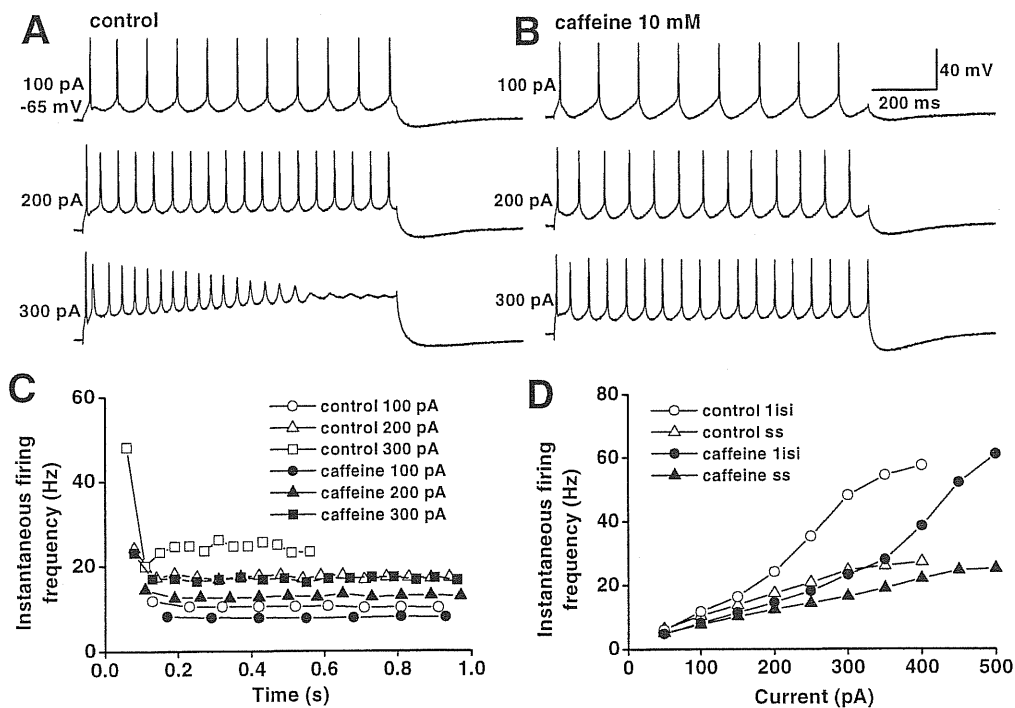 A control
100 pA
-65 mV
200 pA
300 pA
B caffeine 10 mM
100 pA
40 mV
200 ms
200 pA
300 pA
C
Instantaneous firing
frequency (Hz)
60
40
20
0
0.0 0.2 0.4 0.6 0.8 1.0
Time (s)
control 100 pA
control 200 pA
control 300 pA
caffeine 100 pA
caffeine 200 pA
caffeine 300 pA
D
Instantaneous firing
frequency (Hz)
80
60
40
20
0
0 100 200 300 400 500
Current (pA)
control 1isi
control ss
caffeine 1isi
caffeine ss